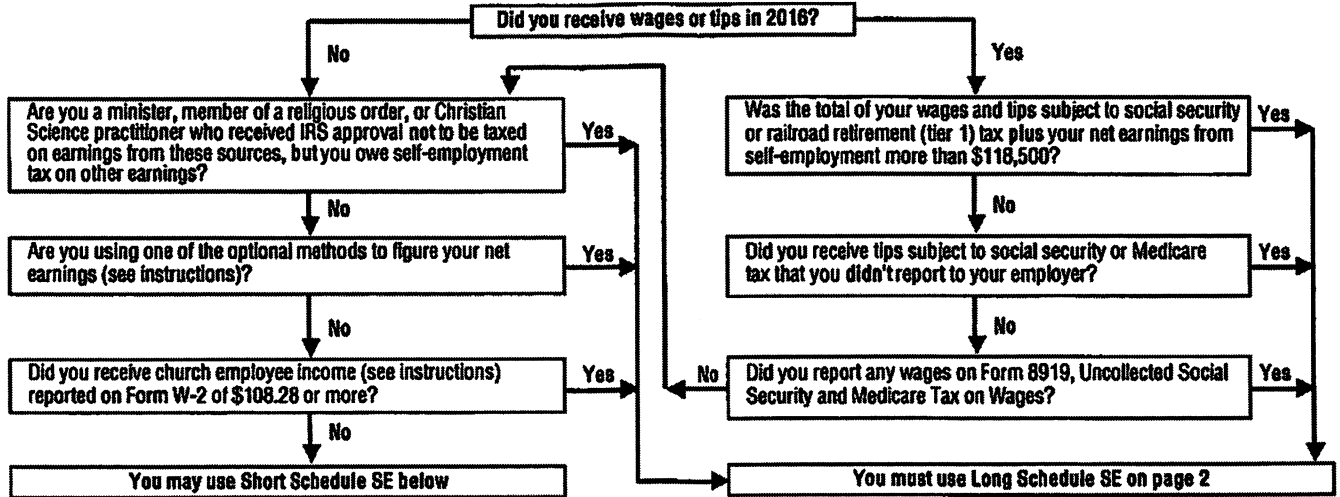 Did you receive wages or tips in 2016?
No
Yes
Are you a minister, member of a religious order, or Christian
Science practitioner who received IRS approval not to be taxed
on earnings from these sources, but you owe self-employment
tax on other earnings?
Yes
Was the total of your wages and tips subject to social security
or railroad retirement (tier 1) tax plus your net earnings from
self-employment more than $118,500?
Yes
No
No
Are you using one of the optional methods to figure your net
earnings (see instructions)?
Yes
Did you receive tips subject to social security or Medicare
tax that you didn't report to your employer?
Yes
No
No
Did you receive church employee income (see instructions)
reported on Form W-2 of $108.28 or more?
Yes
No
Did you report any wages on Form 8919, Uncollected Social
Security and Medicare Tax on Wages?
Yes
No
You may use Short Schedule SE below
You must use Long Schedule SE on page 2